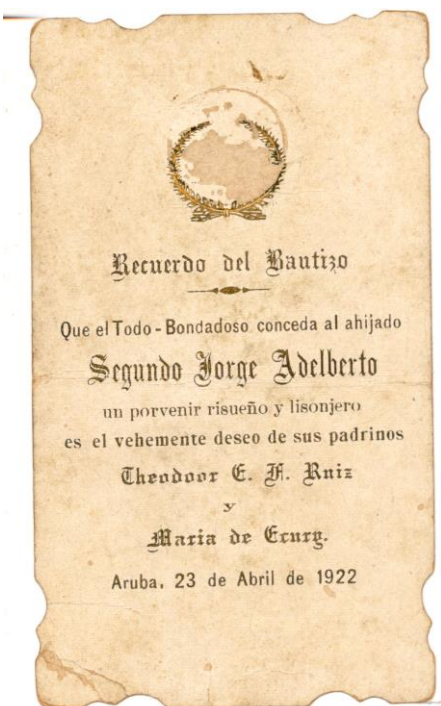 Recuerdo del Bautizo
Que el Todo-Bondadoso conceda al ahijado
Segundo Jorge Adelberto
un porvenir risueño y lisonjero
es el vehemente deseo de sus padrinos
Theodoor E. F. Ruiz
y
Maria de Ecury.
Aruba, 23 de Abril de 1922